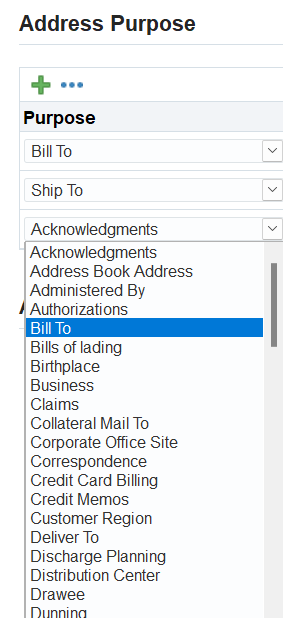 Address Purpose
Purpose
Bill To
Ship To
Acknowledgments
Acknowledgments
Address Book Address
Administered By
Authorizations
Bill To
Bills of lading
Birthplace
Business
Claims
Collateral Mail To
Corporate Office Site
Correspondence
Credit Card Billing
Credit Memos
Customer Region
Deliver To
Discharge Planning
Distribution Center
Drawee
Dunning